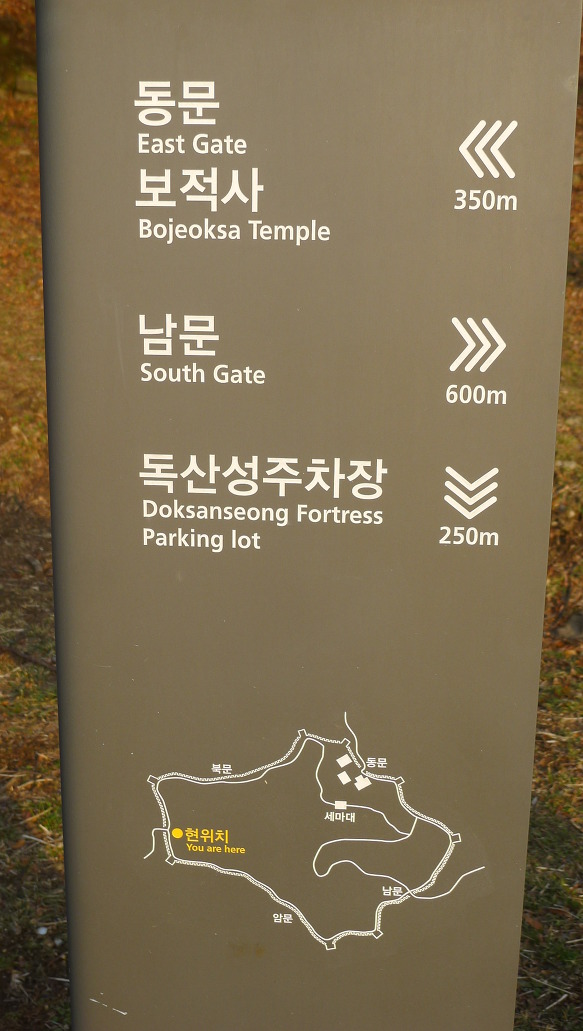 동문
East Gate
보적사
Bojeoksa Temple
350m
남문
South Gate
600m
독산성주차장
Doksanseong Fortress
Parking lot
250m
동문
북문
세마대
현위치
You are here
남문
암문